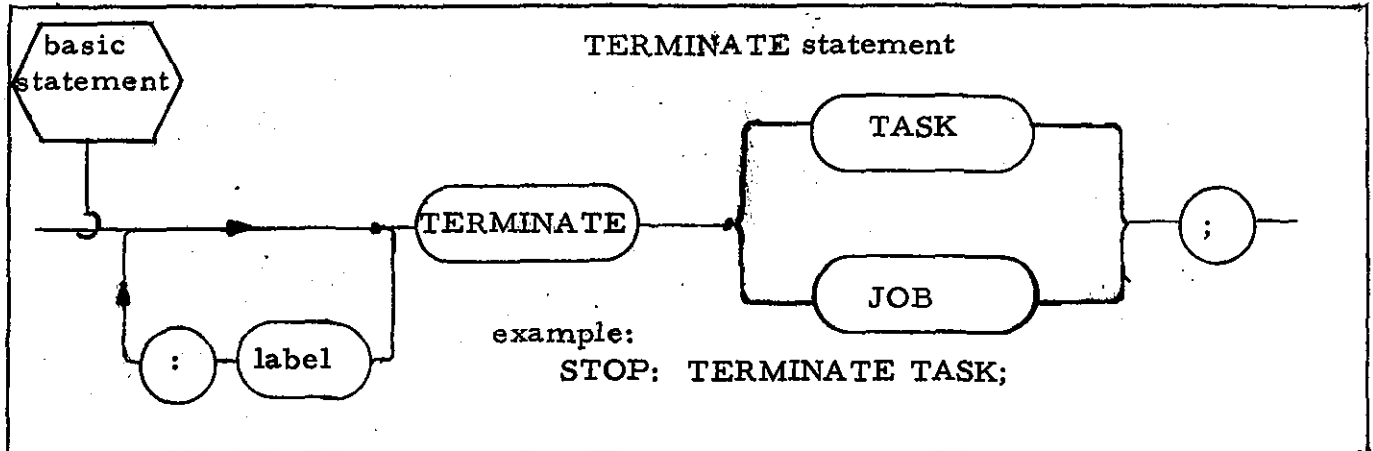 basic
statement
TERMINATE statement
TASK
TERMINATE
;
JOB
: label
example:
STOP: TERMINATE TASK;